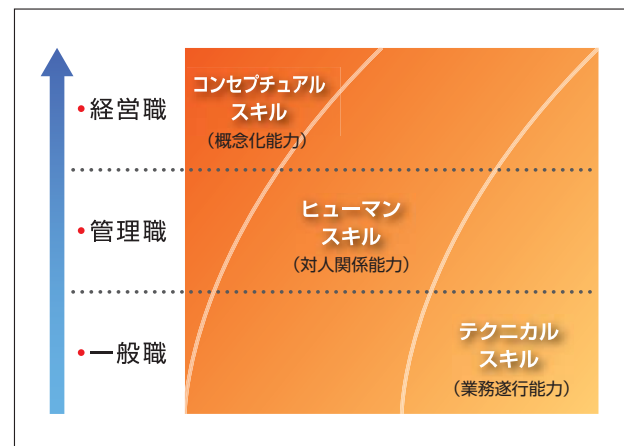 コンセプチュアル
スキル
（概念化能力）
•経営職
ヒューマン
スキル
（対人関係能力）
•管理職
テクニカル
スキル
（業務遂行能力）
•一般職